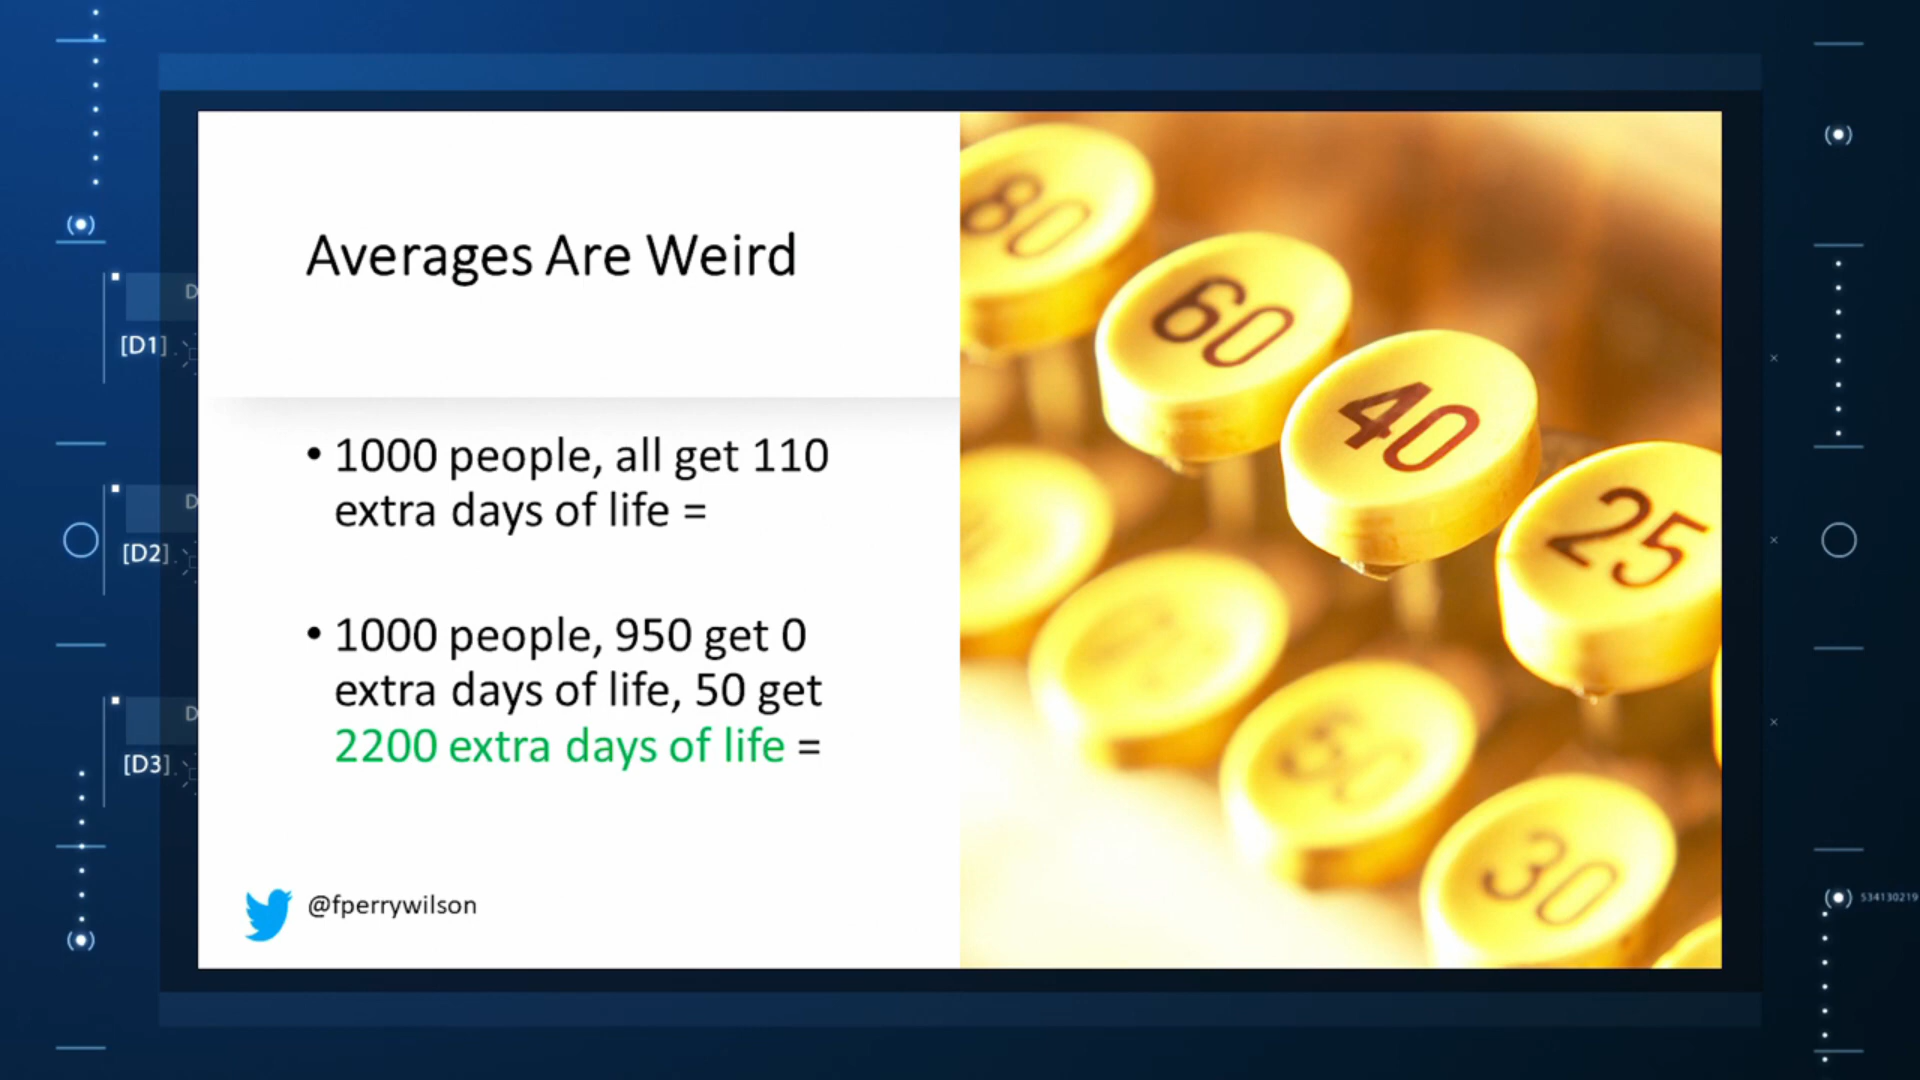 Averages Are Weird
• 1000 people, all get 110
extra days of life =
• 1000 people, 950 get 0
extra days of life, 50 get
2200 extra days of life =
@fperrywilson
80
60
40
25
30
D
[D1]
D
[D2]
D
[D3]
534130219